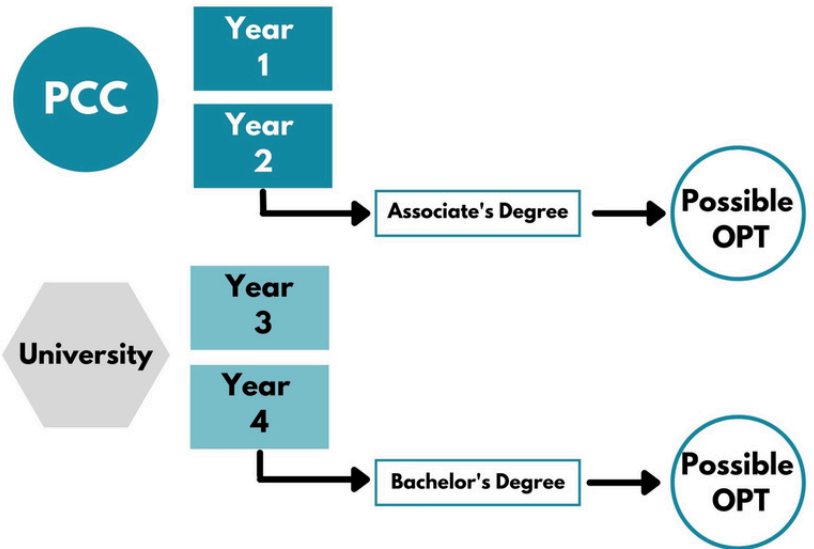 PCC
Year
1
Year
2
Associate's Degree
Possible
OPT
University
Year
3
Year
4
Bachelor's Degree
Possible
OPT